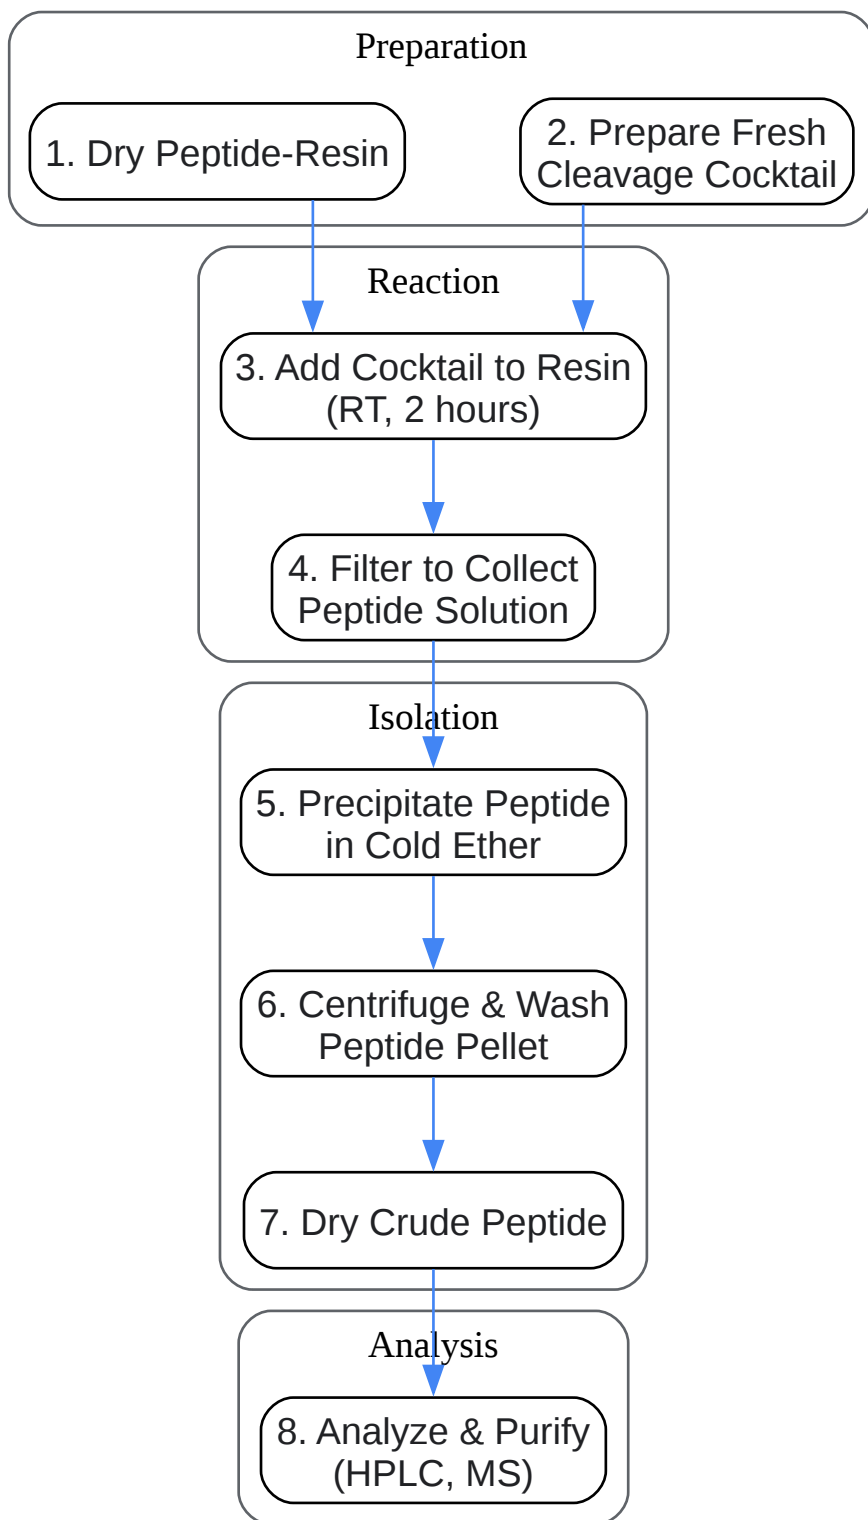 Preparation
1. Dry Peptide-Resin
2. Prepare Fresh
Cleavage Cocktail
Reaction
3. Add Cocktail to Resin
(RT, 2 hours)
4. Filter to Collect
Peptide Solution
Isolation
5. Precipitate Peptide
in Cold Ether
6. Centrifuge & Wash
Peptide Pellet
7. Dry Crude Peptide
Analysis
8. Analyze & Purify
(HPLC, MS)